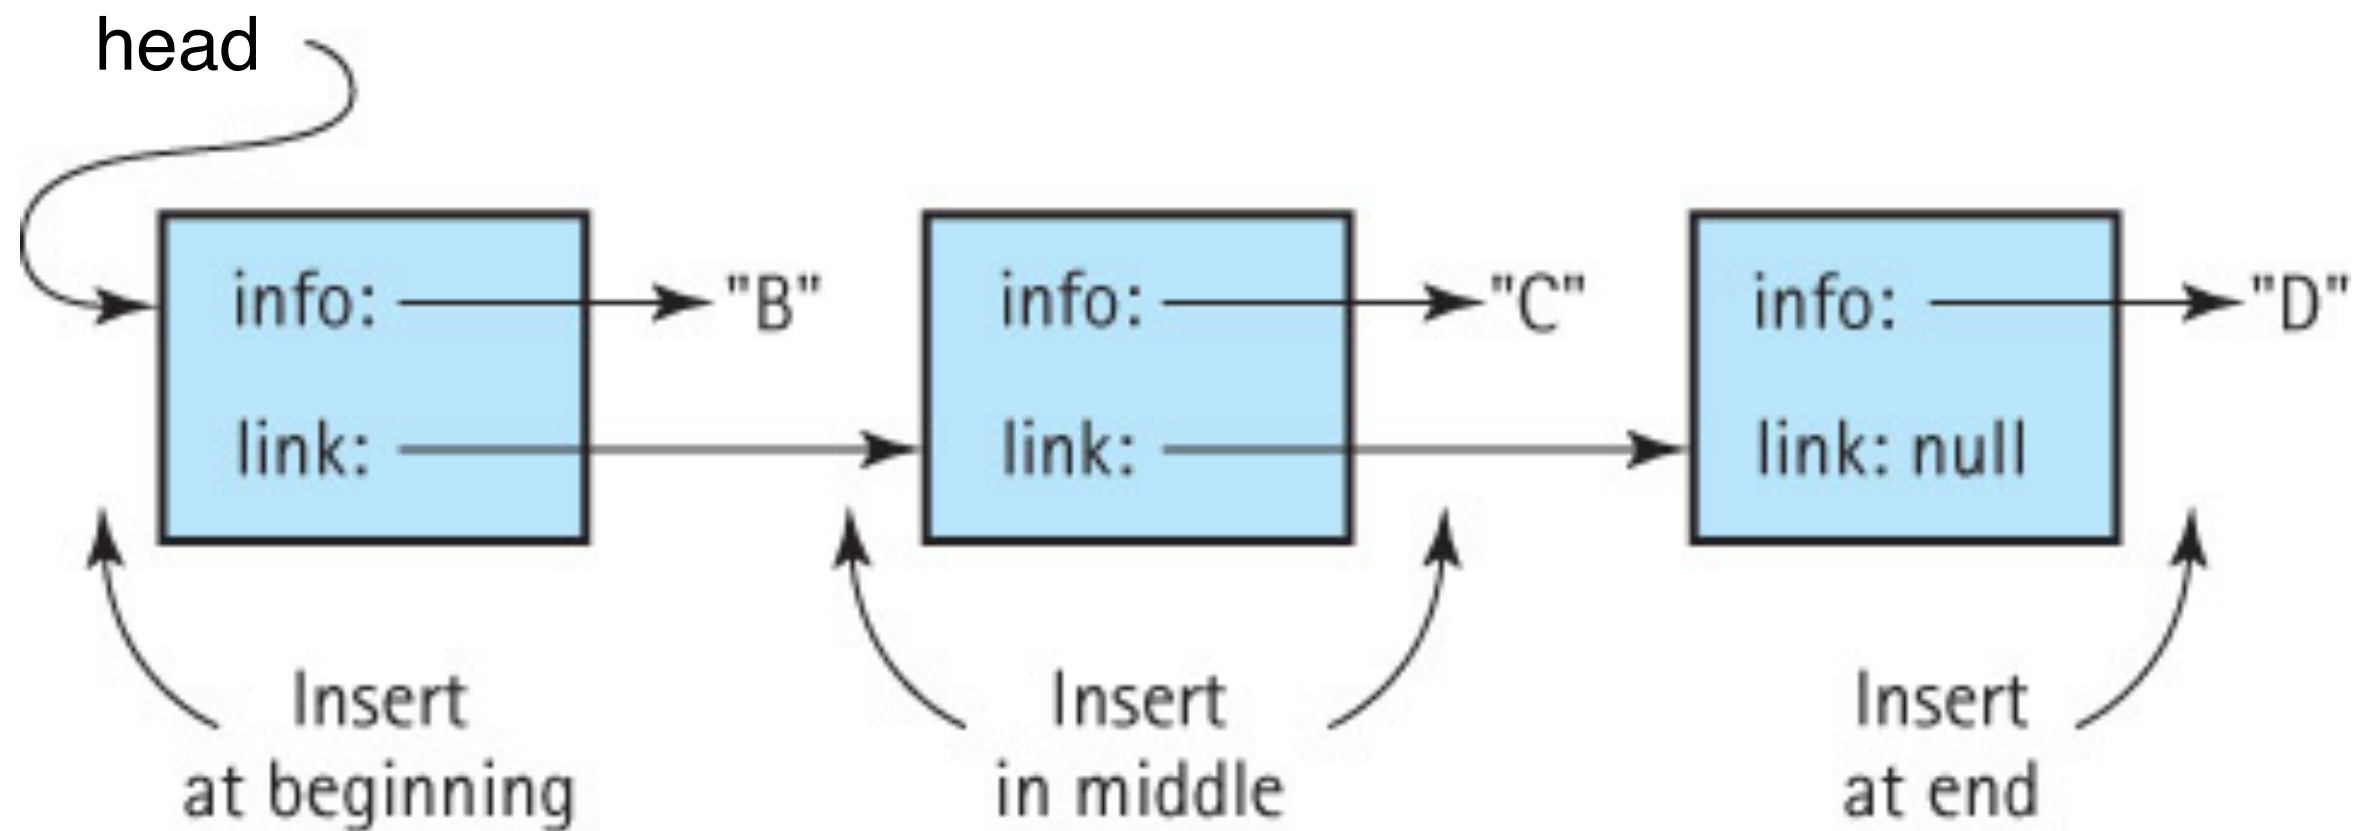 head
info: "B" info: "C" info: "D"
link: link: link: null
Insert
at beginning
Insert
in middle
Insert
at end